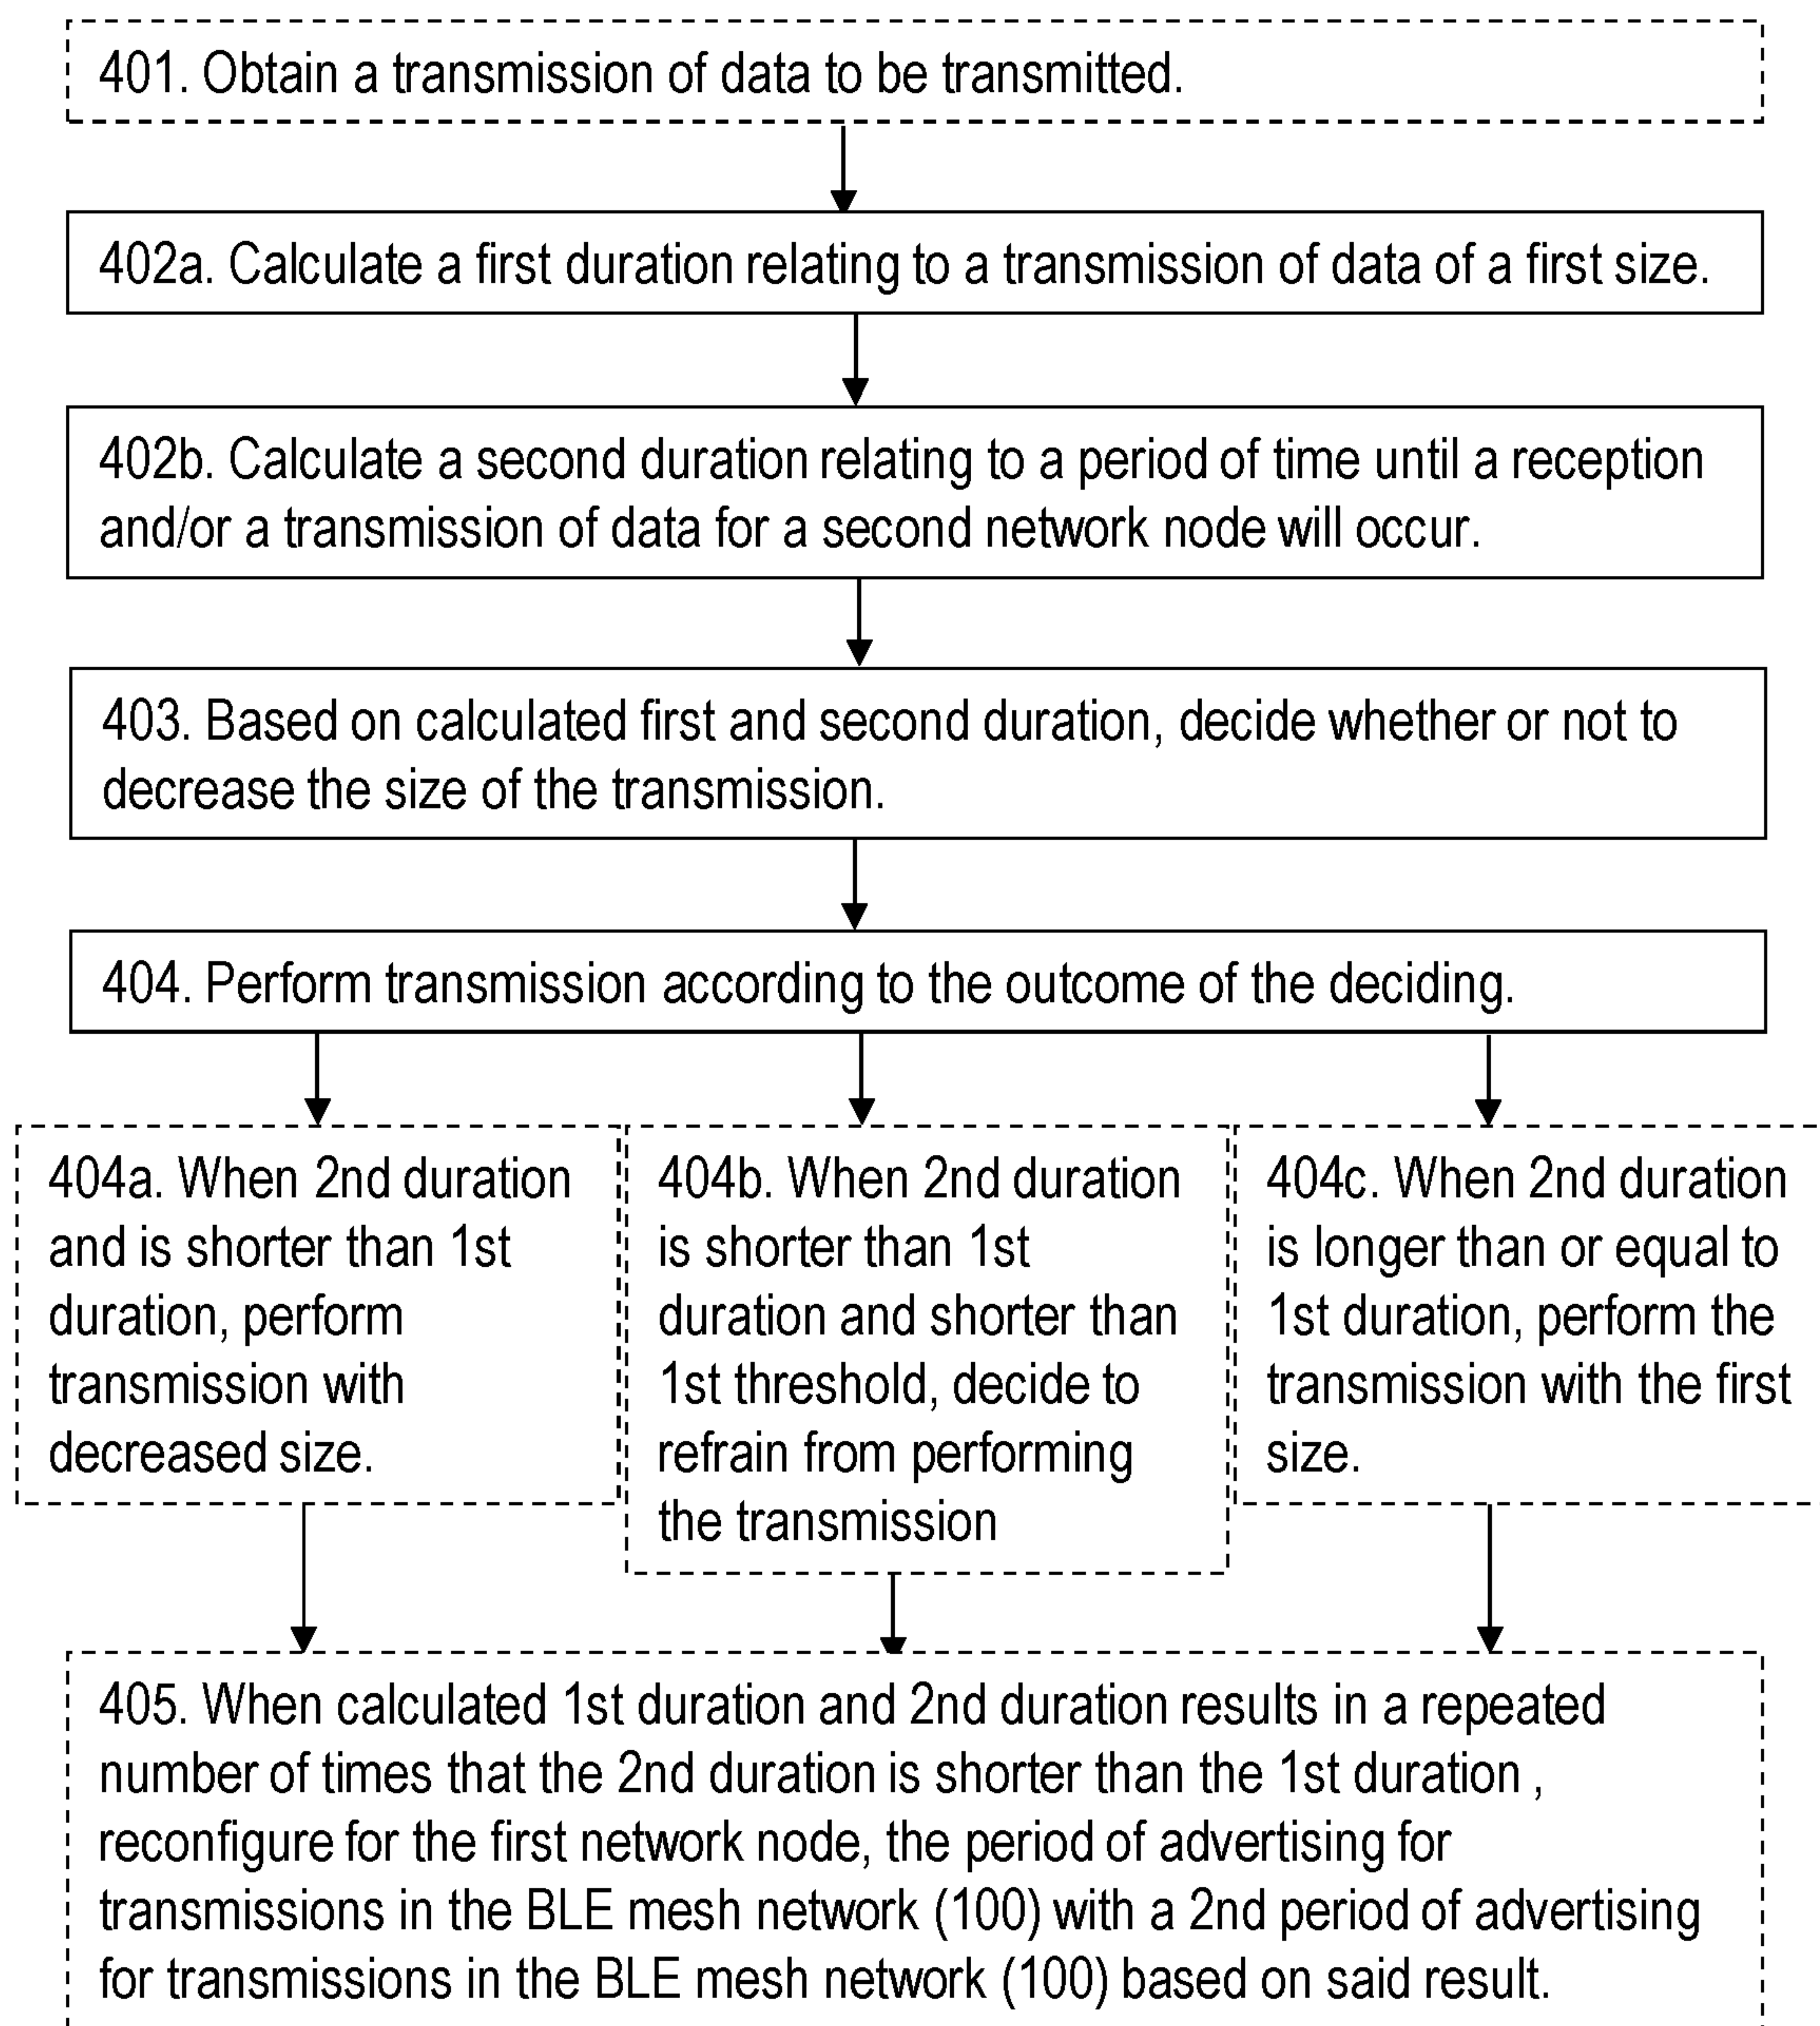 401. Obtain a transmission of data to be transmitted.
402a. Calculate a first duration relating to a transmission of data of a first size.
402b. Calculate a second duration relating to a period of time until a reception
and/or a transmission of data for a second network node will occur.
403. Based on calculated first and second duration, decide whether or not to
decrease the size of the transmission.
404. Perform transmission according to the outcome of the deciding.
404a. When 2nd duration
and is shorter than 1st
duration, perform
transmission with
decreased size.
404b. When 2nd duration
is shorter than 1st
duration and shorter than
1st threshold, decide to
refrain from performing
the transmission
404c. When 2nd duration
is longer than or equal to
1st duration, perform the
transmission with the first
size.
405. When calculated 1st duration and 2nd duration results in a repeated
number of times that the 2nd duration is shorter than the 1st duration ,
reconfigure for the first network node, the period of advertising for
transmissions in the BLE mesh network (100) with a 2nd period of advertising
for transmissions in the BLE mesh network (100) based on said result.